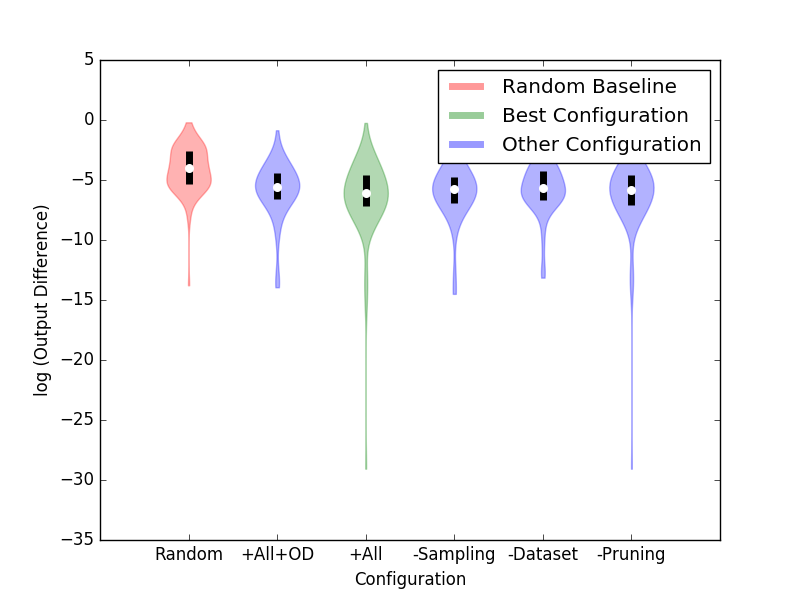 Random Baseline
Best Configuration
Other Configuration
log (Output Difference)
5
0
−5
−10
−15
−20
−25
−30
−35
Random +All+OD +All -Sampling -Dataset -Pruning
Configuration